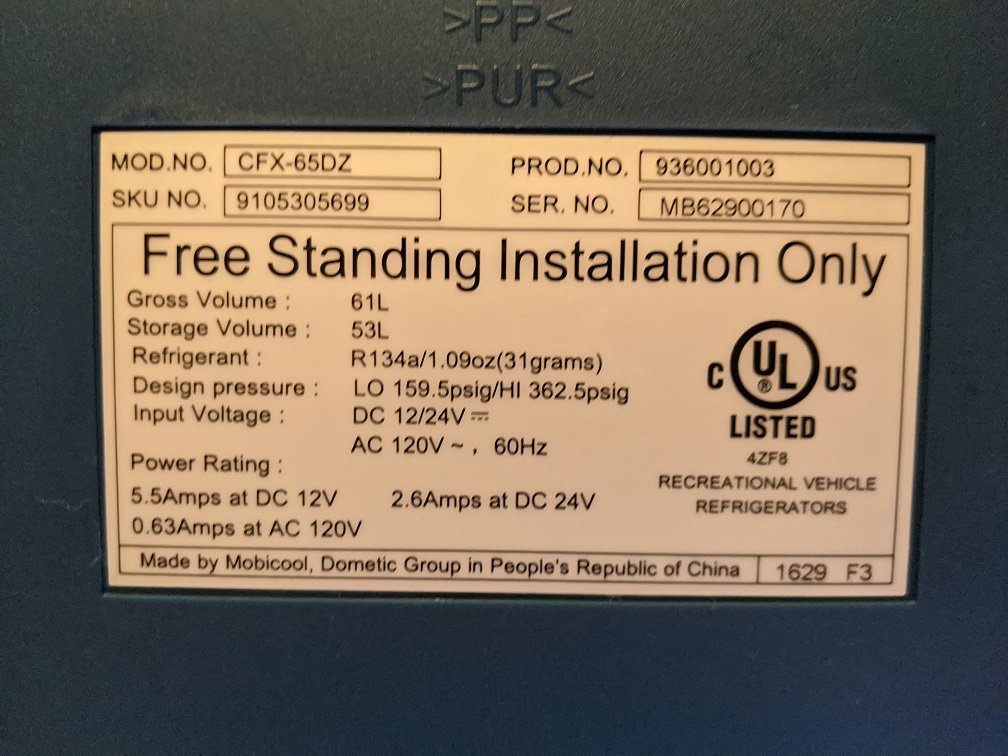 >PP<
>PUR<
MOD.NO. CFX-65DZ PROD.NO. 936001003
SKU NO. 9105305699 SER. NO. MB62900170
Free Standing Installation Only
Gross Volume : 61L
Storage Volume : 53L
Refrigerant : R134a/1.09oz(31grams)
Design pressure : LO 159.5psig/HI 362.5psig
Input Voltage : DC 12/24V ⎓
AC 120V ~ , 60Hz
Power Rating :
5.5Amps at DC 12V 2.6Amps at DC 24V
0.63Amps at AC 120V
C UL ® US
LISTED
4ZF8
RECREATIONAL VEHICLE
REFRIGERATORS
Made by Mobicool, Dometic Group in People's Republic of China 1629 F3